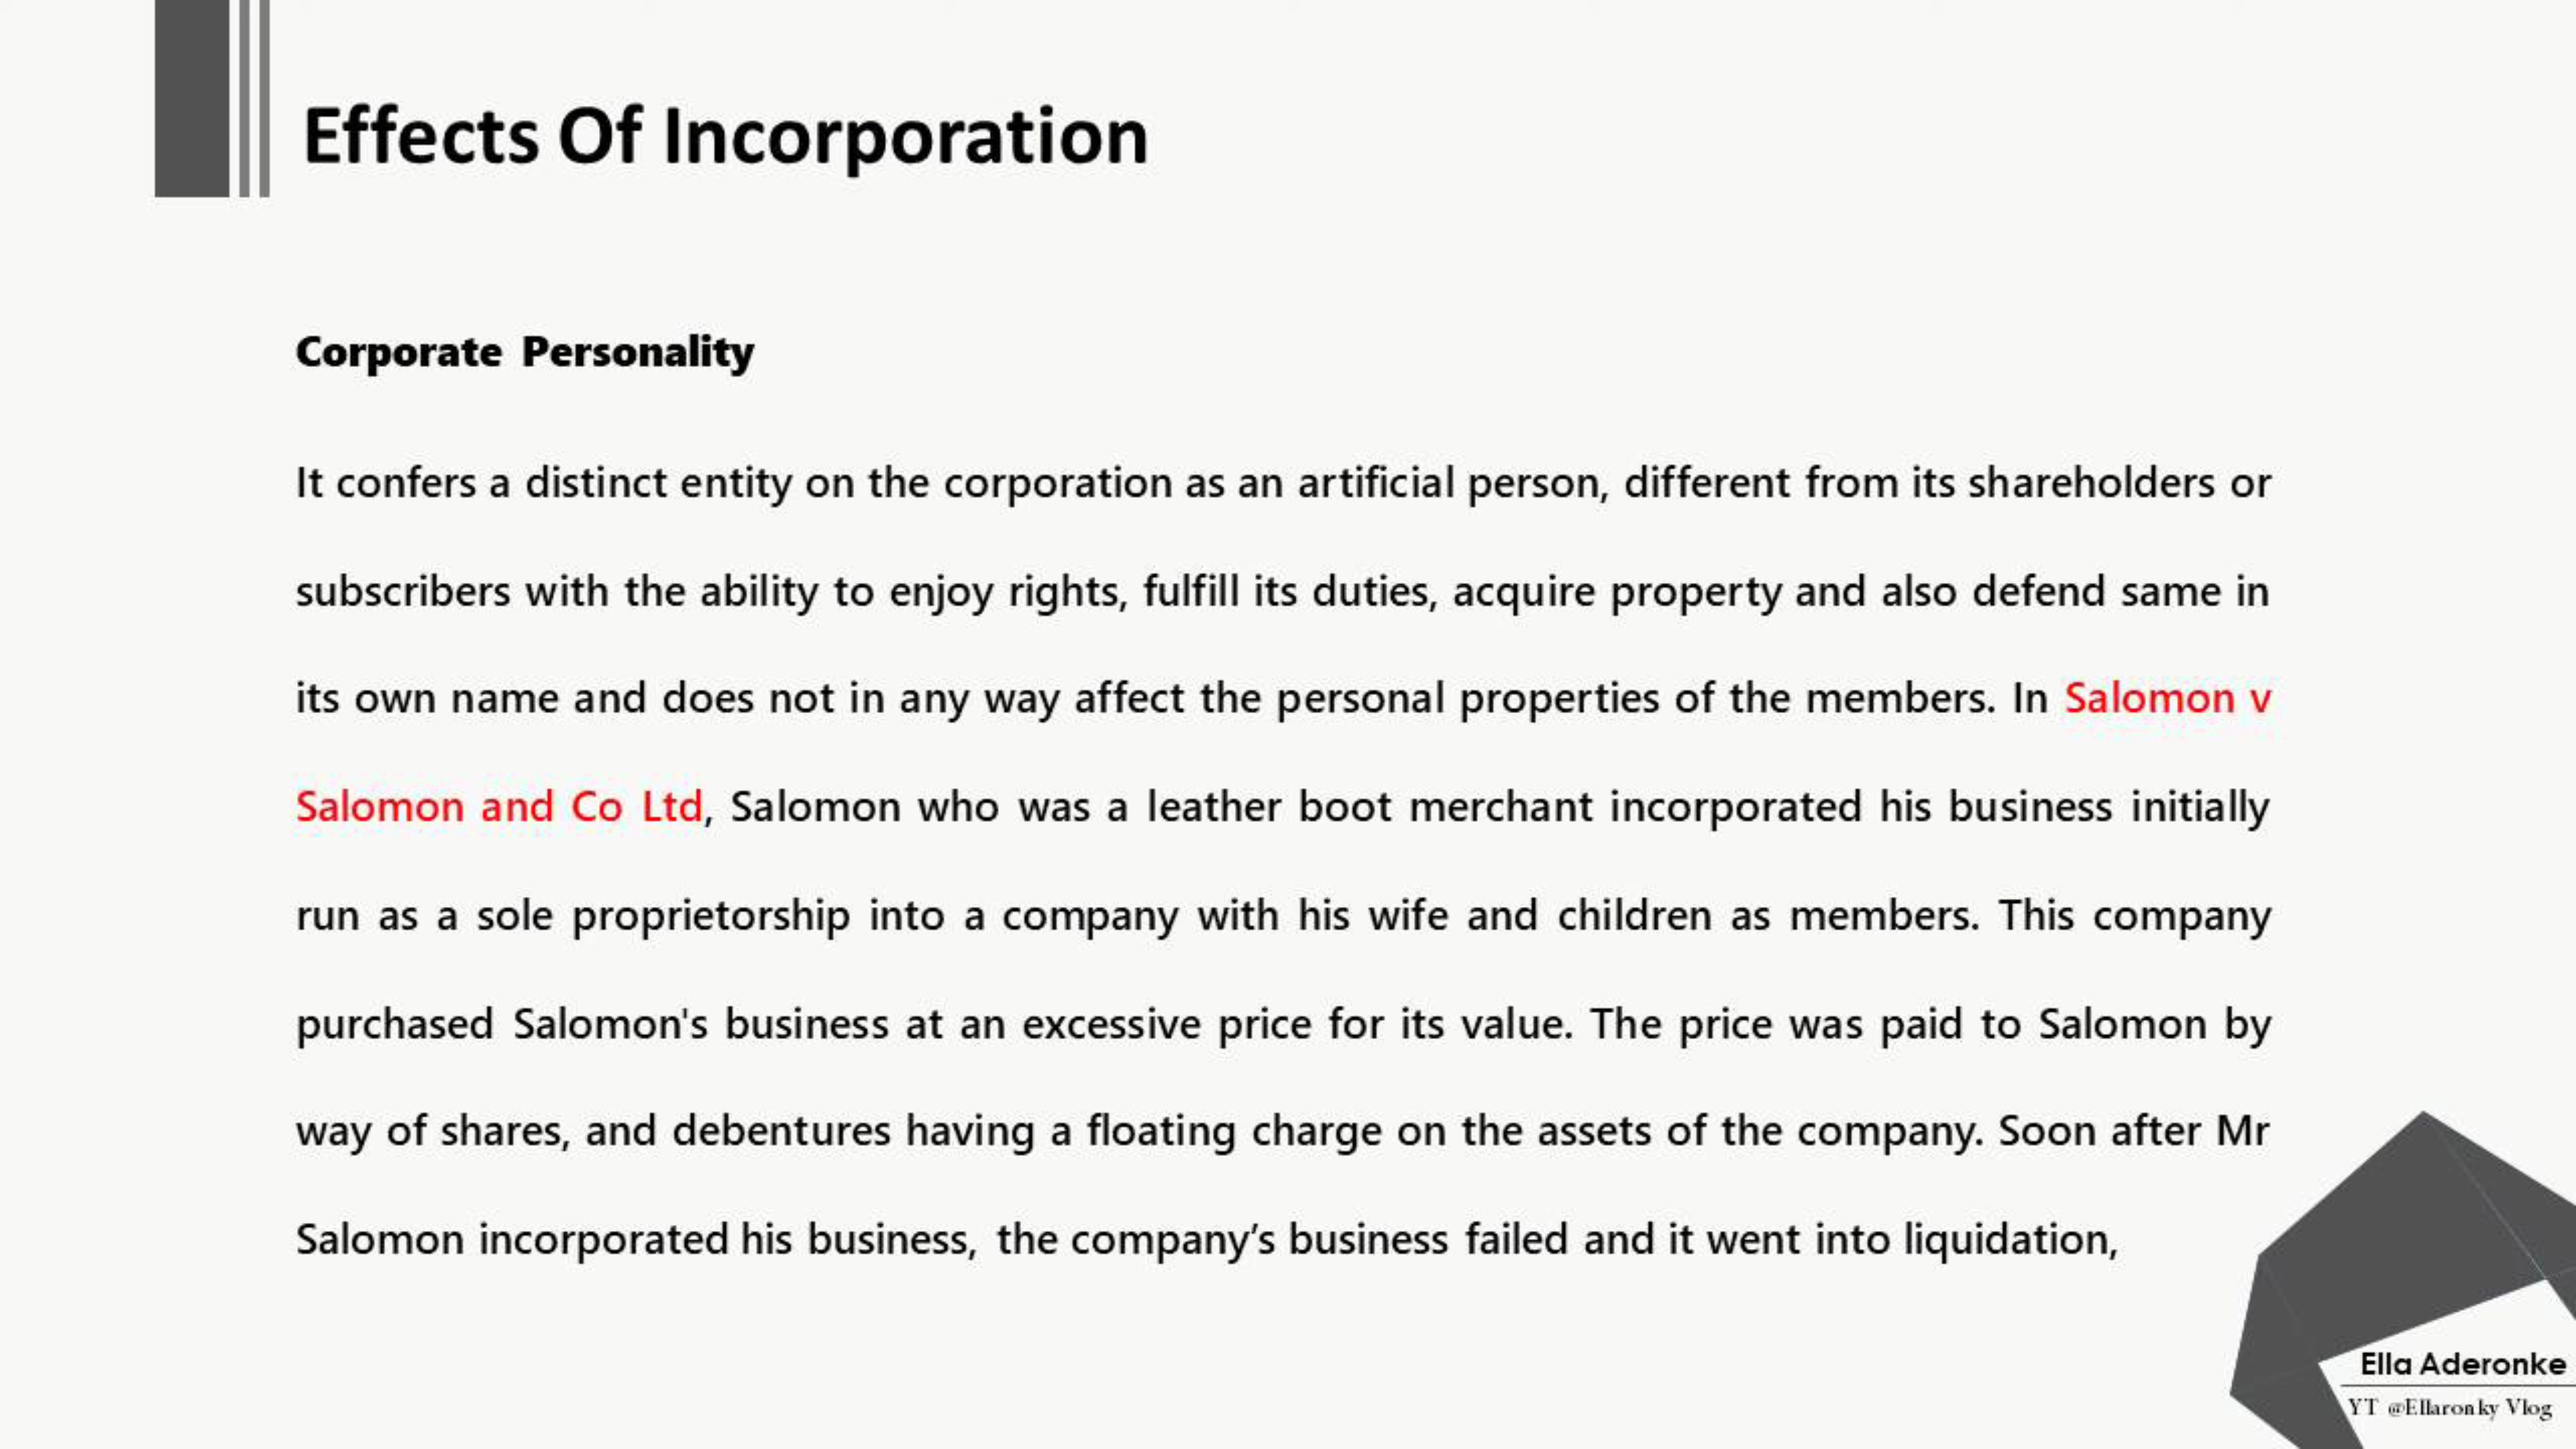 Effects Of Incorporation
Corporate Personality
It confers a distinct entity on the corporation as an artificial person, different from its shareholders or
subscribers with the ability to enjoy rights, fulfill its duties, acquire property and also defend same in
its own name and does not in any way affect the personal properties of the members. In Salomon v
Salomon and Co Ltd, Salomon who was a leather boot merchant incorporated his business initially
run as a sole proprietorship into a company with his wife and children as members. This company
purchased Salomon's business at an excessive price for its value. The price was paid to Salomon by
way of shares, and debentures having a floating charge on the assets of the company. Soon after Mr
Salomon incorporated his business, the company’s business failed and it went into liquidation,
Ella Aderonke
YT @Ellaronky Vlog